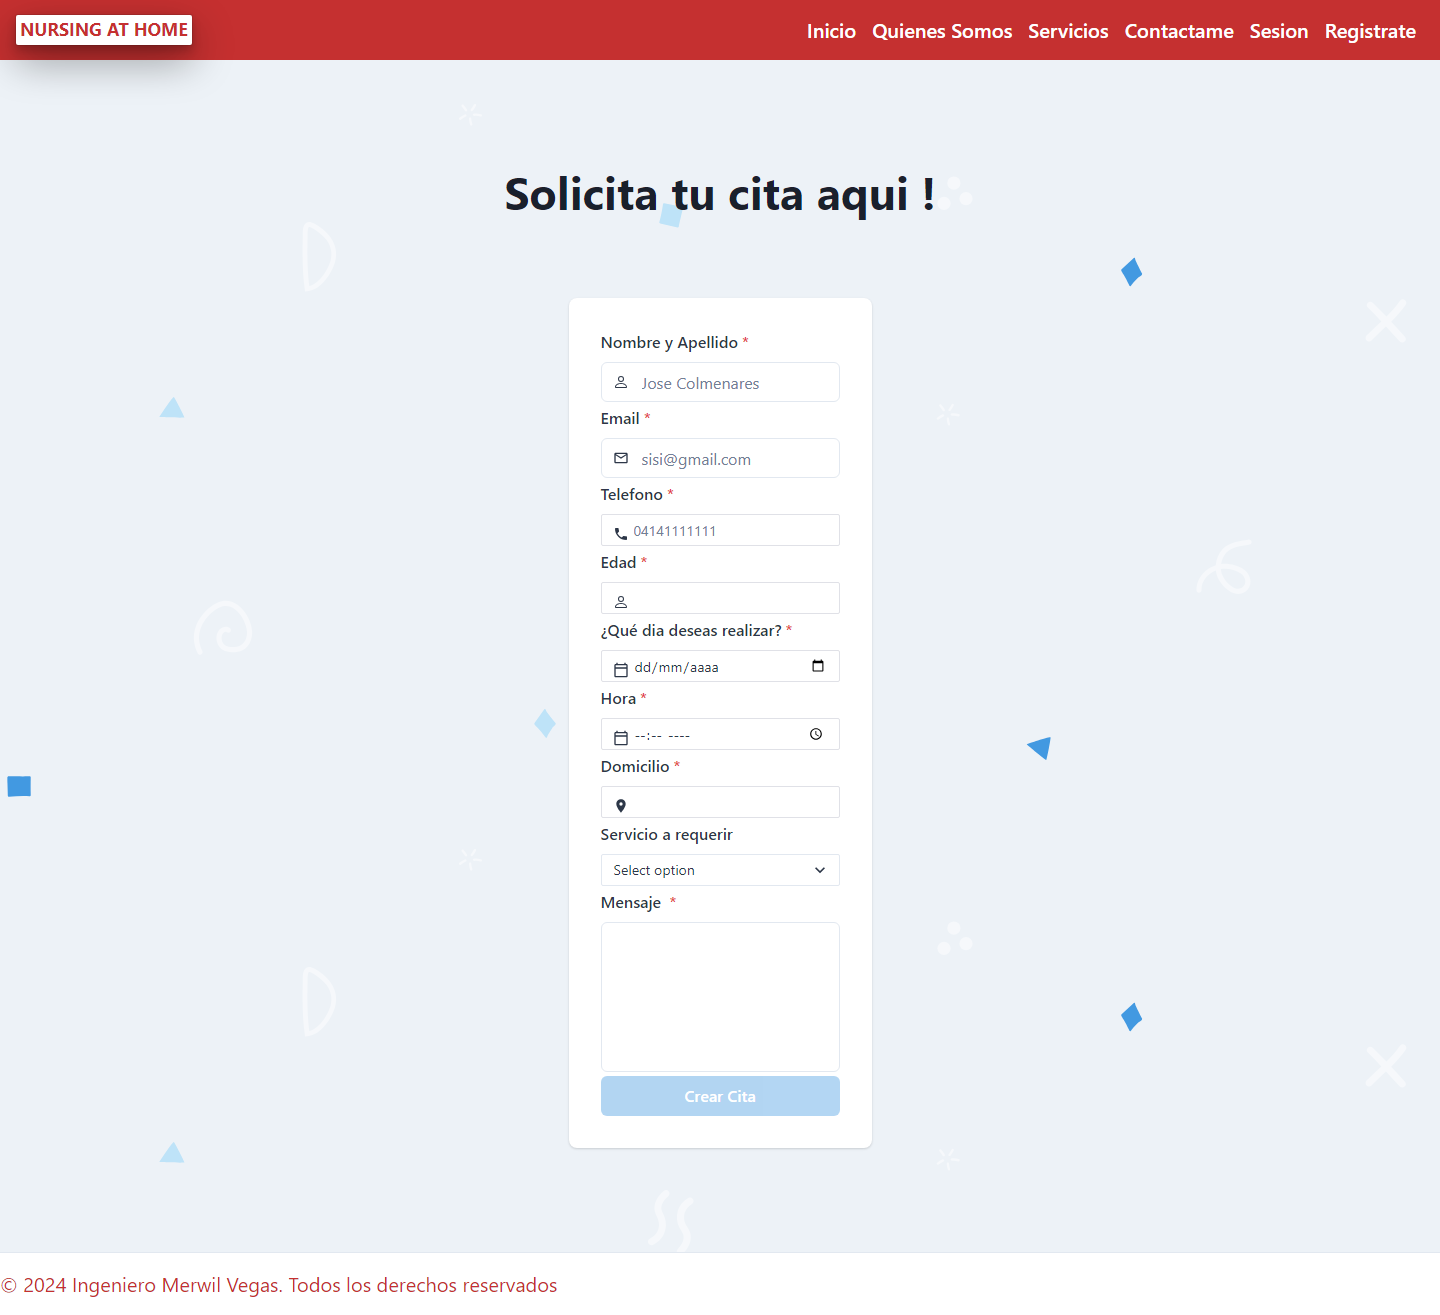 NURSING AT HOME
Inicio Quienes Somos Servicios Contactame Sesion Registrate
Solicita tu cita aqui !
Nombre y Apellido *
Jose Colmenares
Email *
sisi@gmail.com
Telefono *
04141111111
Edad *
¿Qué dia deseas realizar? *
dd/mm/aaaa
Hora *
--:-- ----
Domicilio *
Servicio a requerir
Select option
Mensaje *
Crear Cita
© 2024 Ingeniero Merwil Vegas. Todos los derechos reservados